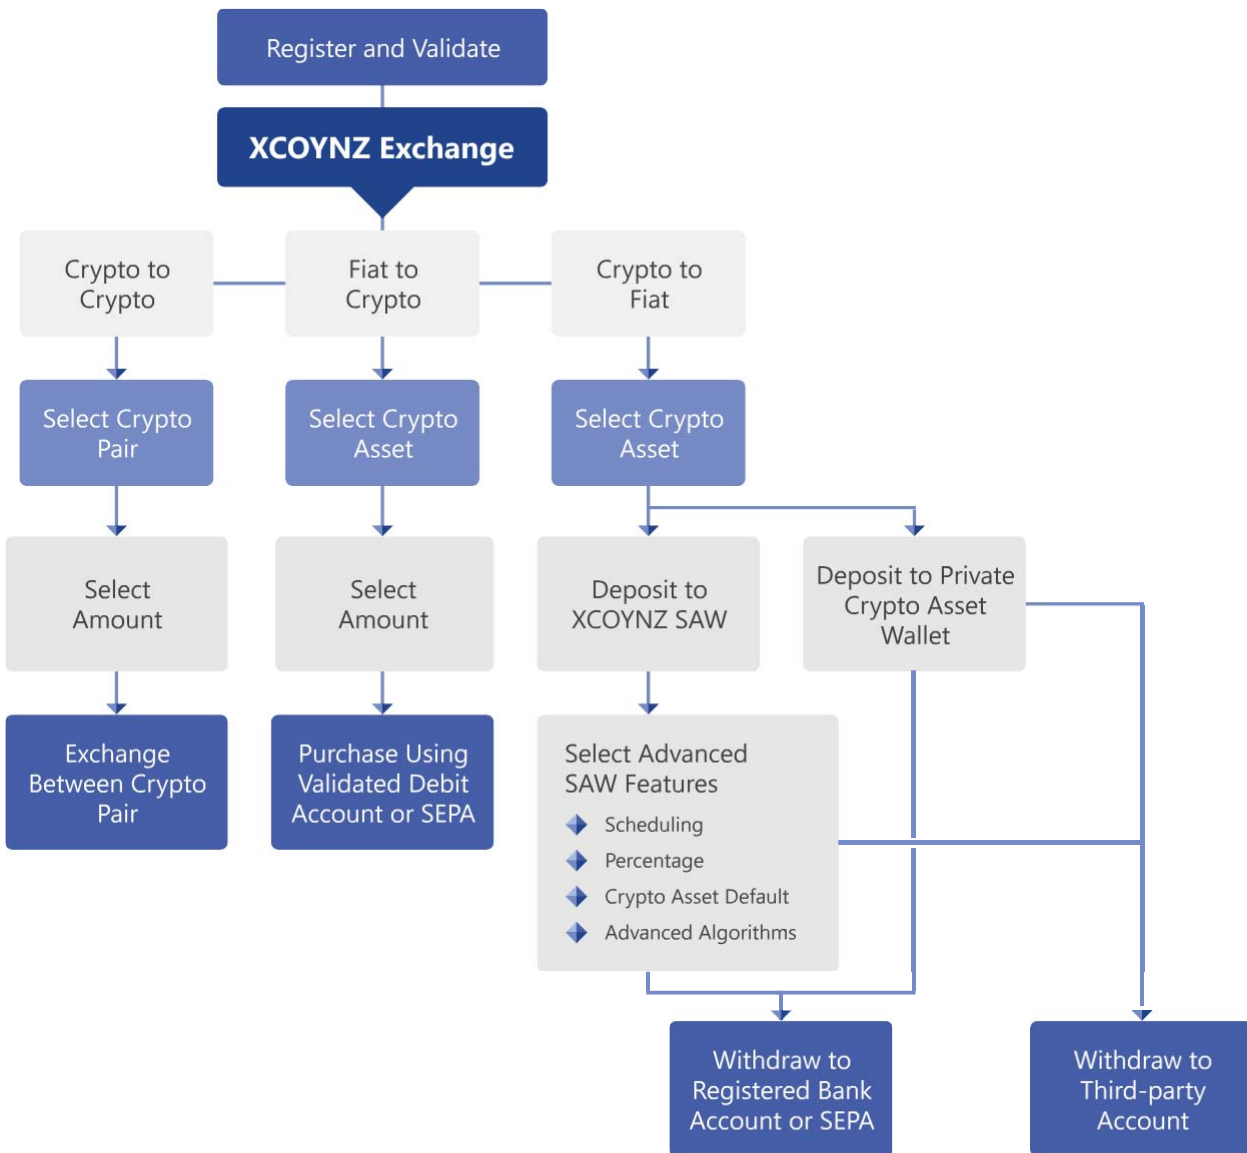 Register and Validate
XCOYNZ Exchange
Crypto to
Crypto
Fiat to
Crypto
Crypto to
Fiat
Select Crypto
Pair
Select Crypto
Asset
Select Crypto
Asset
Select
Amount
Select
Amount
Deposit to
XCOYNZ SAW
Deposit to Private
Crypto Asset
Wallet
Exchange
Between Crypto
Pair
Purchase Using
Validated Debit
Account or SEPA
Select Advanced
SAW Features
Scheduling
Percentage
Crypto Asset Default
Advanced Algorithms
Withdraw to
Registered Bank
Account or SEPA
Withdraw to
Third-party
Account